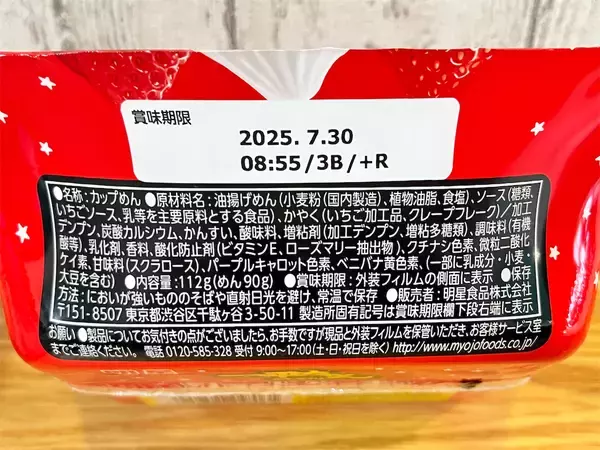 賞味期限
2025. 7.30
08:55/3B/+R
●名称:カップめん ●原材料名:油揚げめん(小麦粉(国内製造)、植物油脂、食塩)、ソース(糖類、
いちごソース、乳等を主要原料とする食品)、かやく(いちご加工品、クレープフレーク)/加工
デンプン、炭酸カルシウム、かんすい、酸味料、増粘剤(加工デンプン、増粘多糖類)、調味料(有機
酸等)、乳化剤、香料、酸化防止剤(ビタミンE、ローズマリー抽出物)、クチナシ色素、微粒二酸化
ケイ素、甘味料(スクラロース)、パープルキャロット色素、ベニバナ黄色素、(一部に乳成分・小麦・
大豆を含む) ●内容量:112g(めん90g) ●賞味期限:外装フィルムの側面に表示 ●保存
方法:においが強いもののそばや直射日光を避け、常温で保存 ●販売者:明星食品株式会社
〒151-8507 東京都渋谷区千駄ヶ谷3-50-11 製造所固有記号は賞味期限欄下段右端に表示
お願い ●製品についてお気付きの点がございましたら、お手数ですが現品と外装フィルムを保管いただき、お客様サービス室
までご連絡ください。 電話 0120-585-328 受付 9:00〜17:00(土・日・祝日を除く) http://www.myojofoods.co.jp/